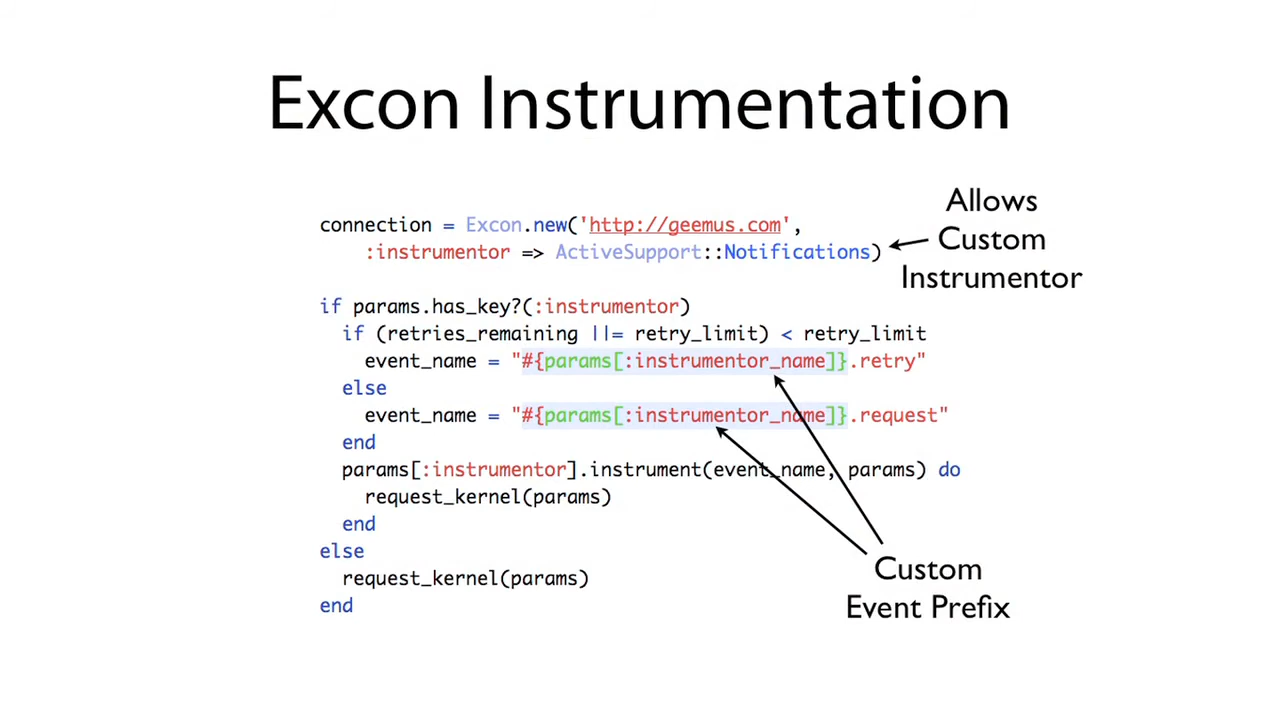 Excon Instrumentation
connection = Excon.new('http://geemus.com',
:instrumentor => ActiveSupport::Notifications)
Allows
Custom
Instrumentor
if params.has_key?(:instrumentor)
if (retries_remaining ||= retry_limit) < retry_limit
event_name = "#{params[:instrumentor_name]}.retry"
else
event_name = "#{params[:instrumentor_name]}.request"
end
params[:instrumentor].instrument(event_name, params) do
request_kernel(params)
end
else
request_kernel(params)
end
Custom
Event Prefix